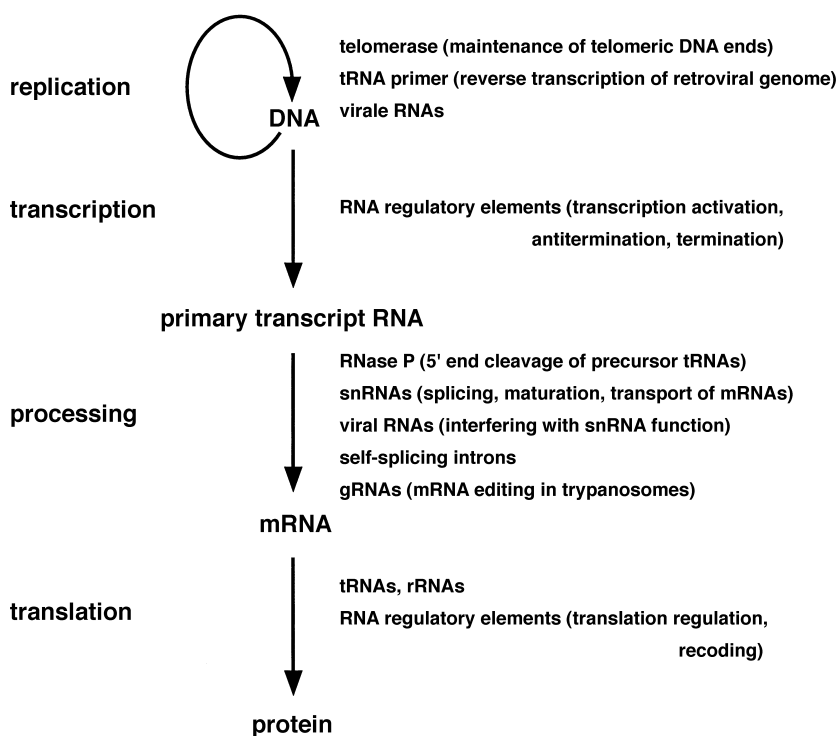 telomerase (maintenance of telomeric DNA ends)
replication
tRNA primer (reverse transcription of retroviral genome)
virale RNAs
DNA
transcription
RNA regulatory elements (transcription activation,
antitermination, termination)
primary transcript RNA
RNase P (5' end cleavage of precursor tRNAs)
snRNAs (splicing, maturation, transport of mRNAs)
processing
viral RNAs (interfering with snRNA function)
self-splicing introns
gRNAs (mRNA editing in trypanosomes)
mRNA
tRNAs, rRNAs
translation
RNA regulatory elements (translation regulation,
recoding)
protein